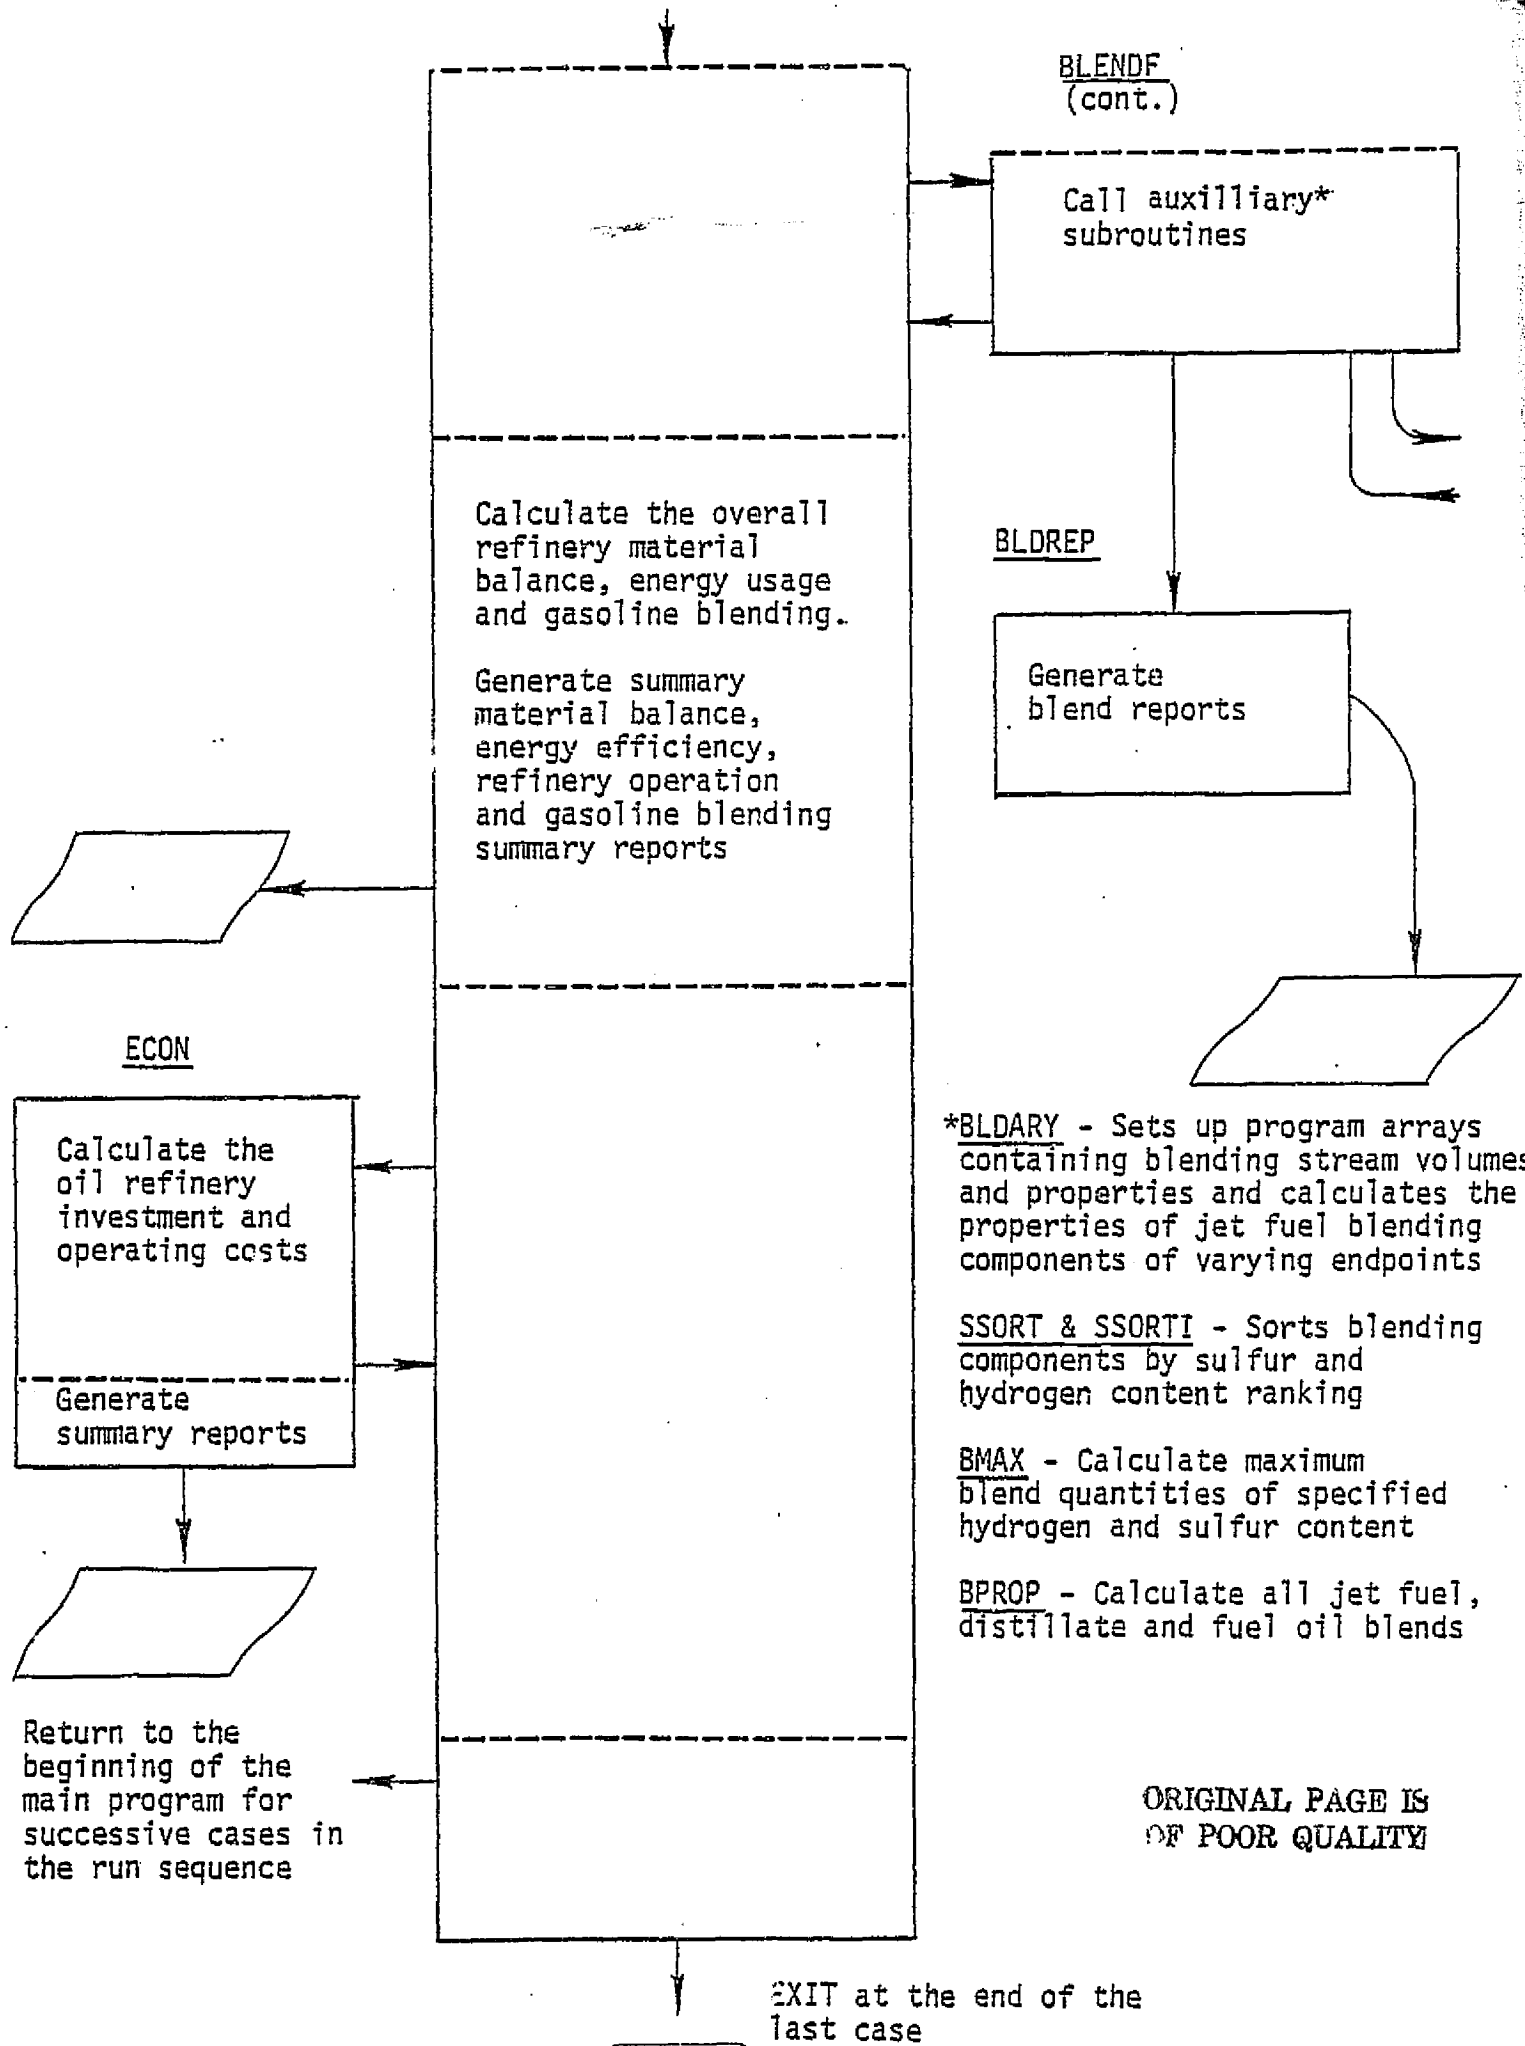 BLENDF
(cont.)
Call auxilliary*
subroutines
Calculate the overall
refinery material
balance, energy usage
and gasoline blending.
Generate summary
material balance,
energy efficiency,
refinery operation
and gasoline blending
summary reports
BLDREP
Generate
blend reports
ECON
Calculate the
oil refinery
investment and
operating costs
Generate
summary reports
*BLDARY - Sets up program arrays
containing blending stream volumes
and properties and calculates the
properties of jet fuel blending
components of varying endpoints
SSORT & SSORTI - Sorts blending
components by sulfur and
hydrogen content ranking
BMAX - Calculate maximum
blend quantities of specified
hydrogen and sulfur content
BPROP - Calculate all jet fuel,
distillate and fuel oil blends
Return to the
beginning of the
main program for
successive cases in
the run sequence
ORIGINAL PAGE IS
OF POOR QUALITY
EXIT at the end of the
last case